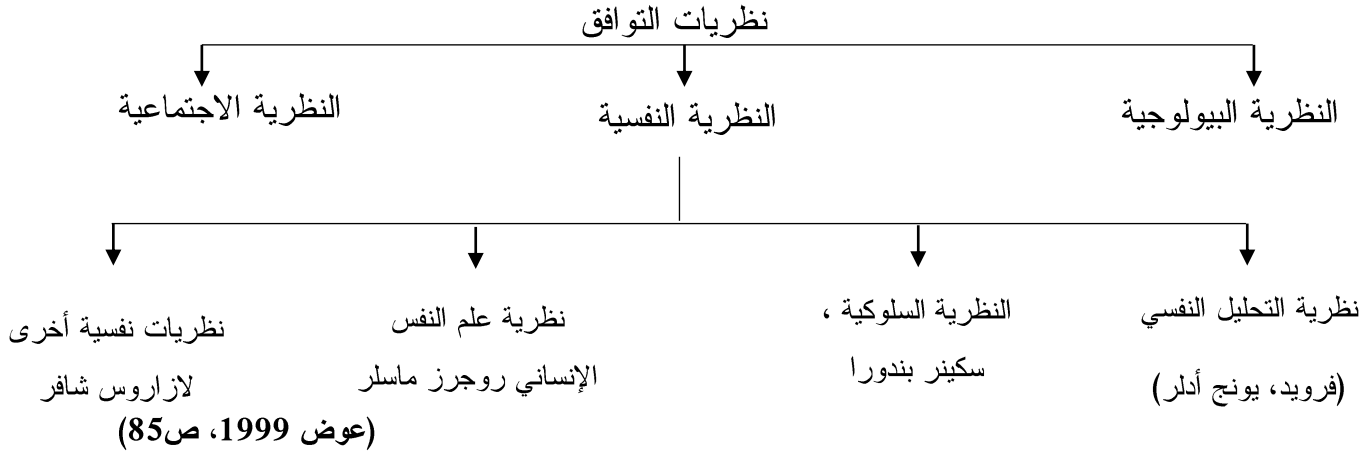 نظريات التوافق
النظرية البيولوجية
النظرية النفسية
النظرية الاجتماعية
نظرية التحليل النفسي
(فرويد، يونج أدلر)
النظرية السلوكية ،
سكينر بندورا
نظرية علم النفس
الإنساني روجرز ماسلر
نظريات نفسية أخرى
لازاروس شافر
(عوض 1999، ص85)